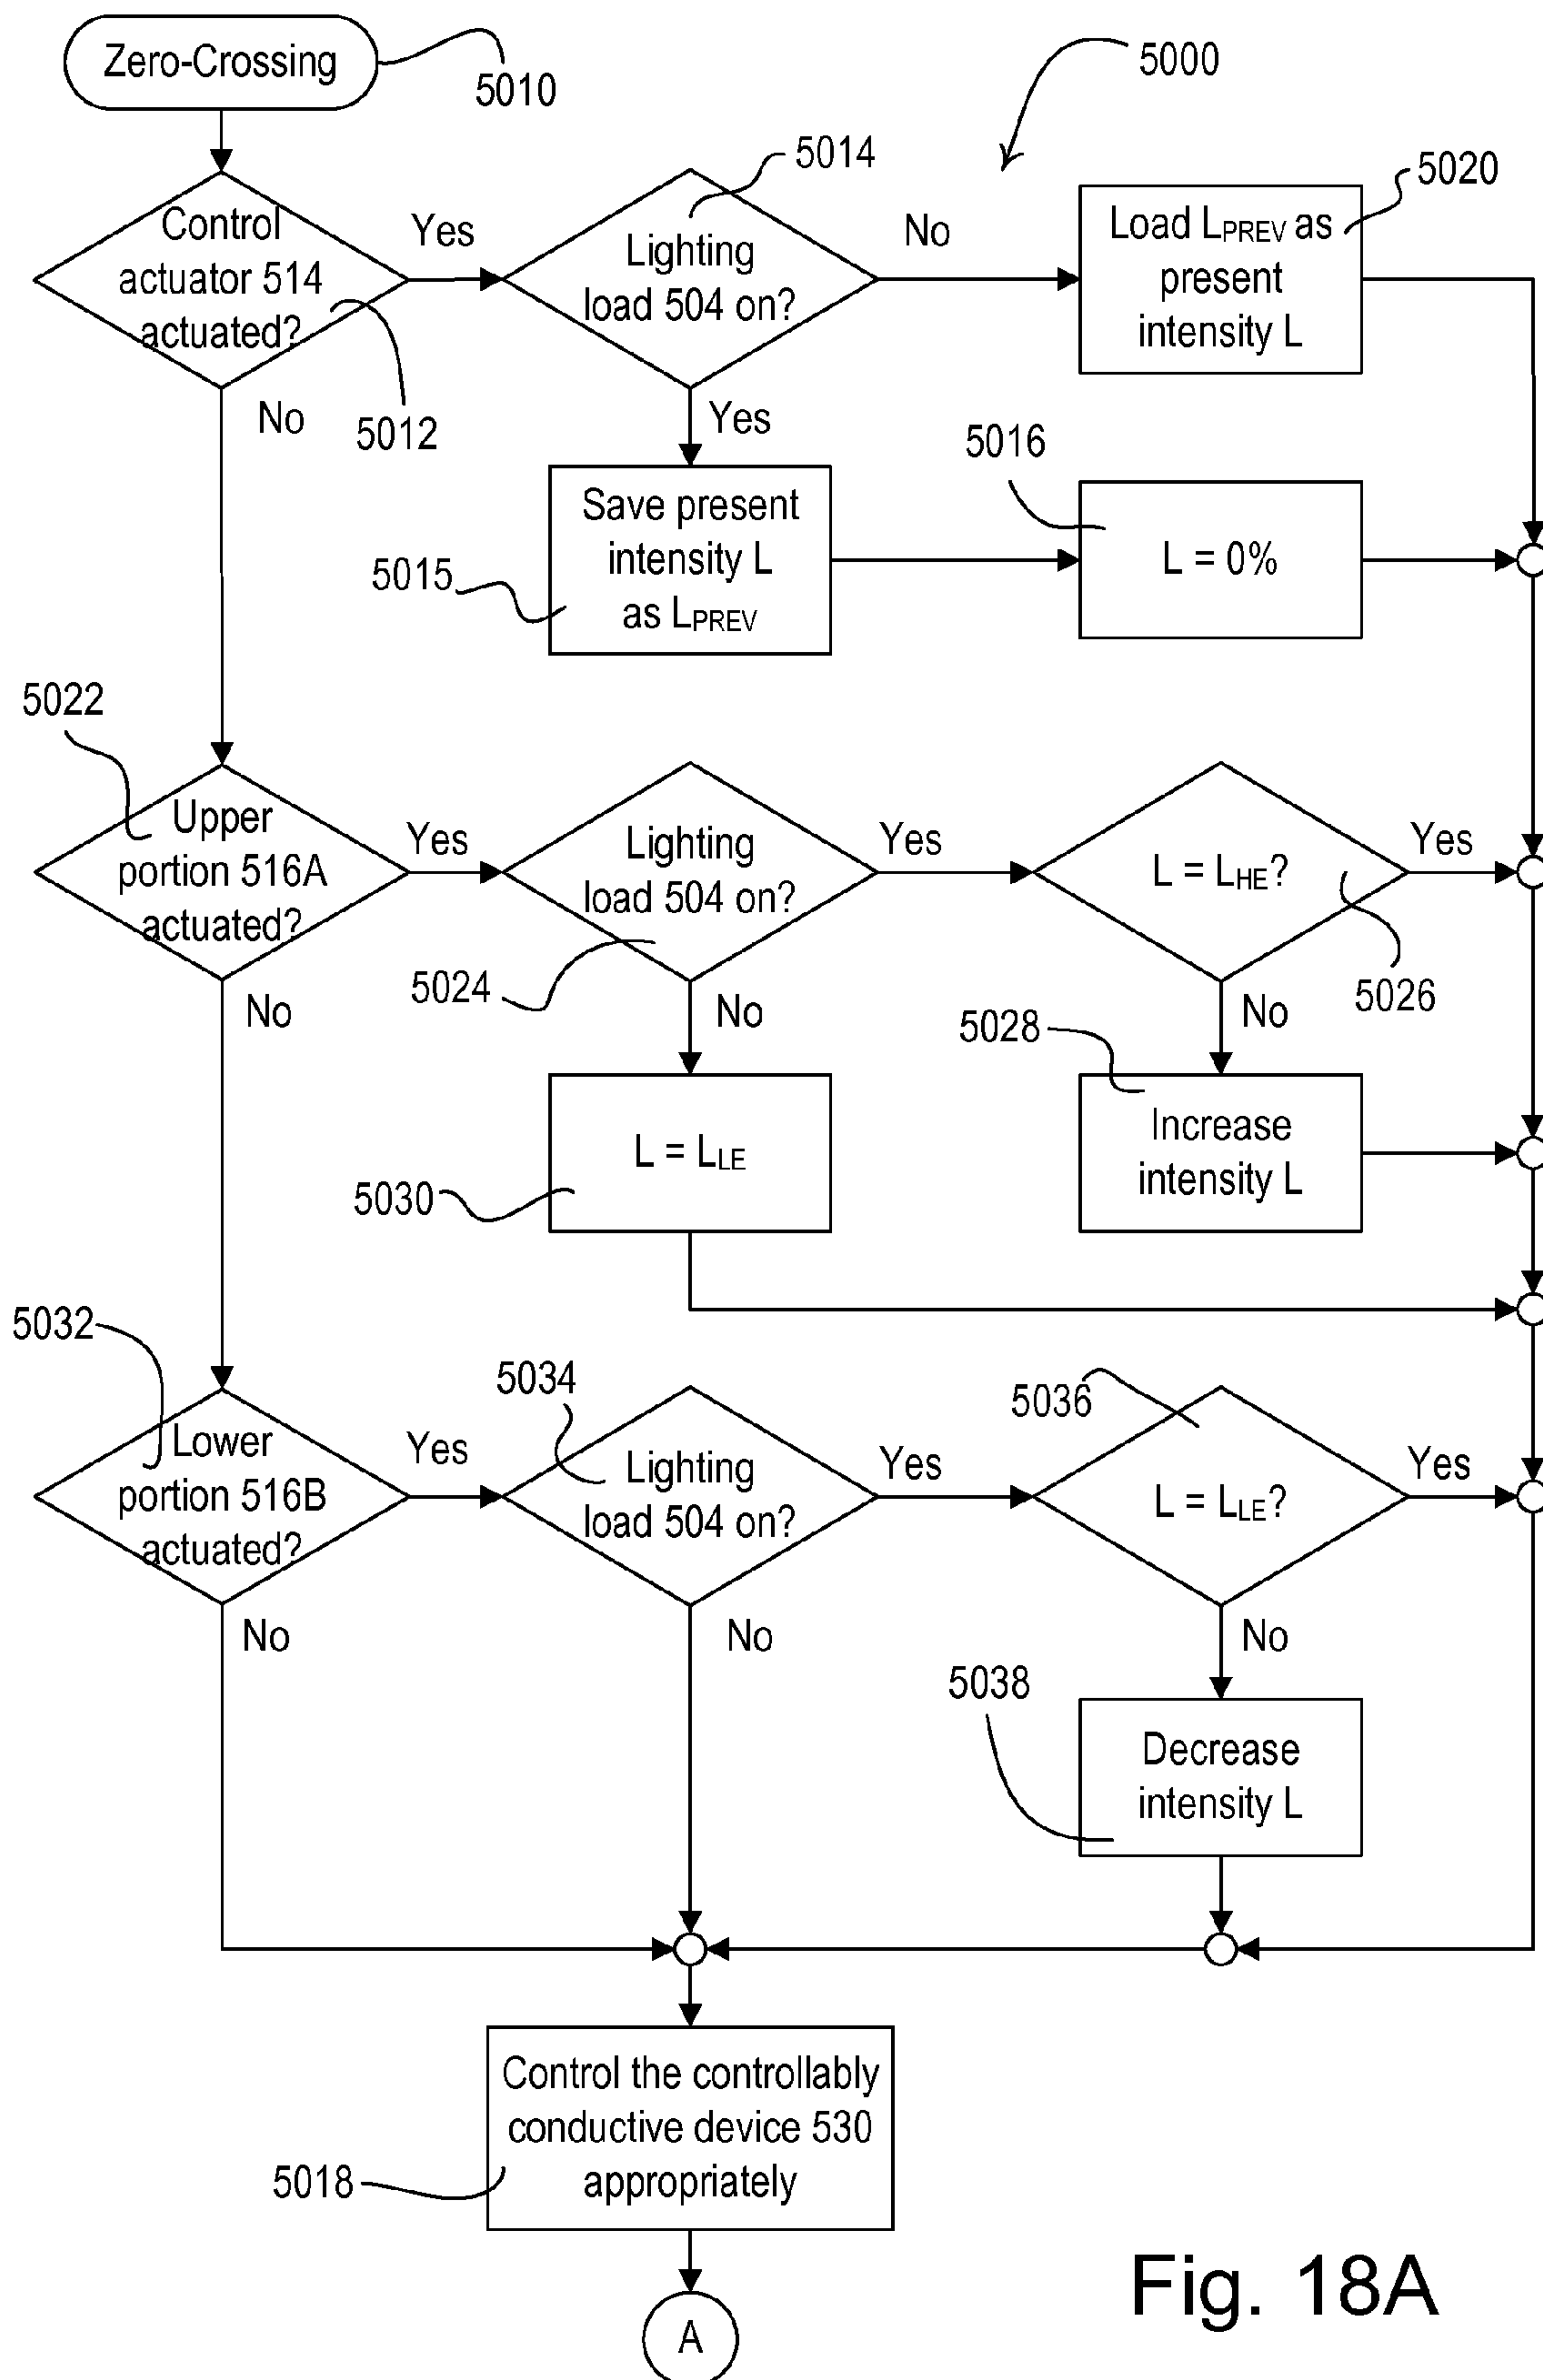 Zero-Crossing
5010
5000
Control
actuator 514
actuated?
5012
Yes
No
Lighting
load 504 on?
5014
No
Yes
Load LPREV as
present
intensity L
5020
Save present
intensity L
as LPREV
5015
5016
L = 0%
5022
Upper
portion 516A
actuated?
Yes
No
Lighting
load 504 on?
5024
Yes
No
L = LHE?
5026
Yes
No
5028
Increase
intensity L
L = LLE
5030
5032
Lower
portion 516B
actuated?
Yes
No
5034
Lighting
load 504 on?
Yes
No
5036
L = LLE?
Yes
No
5038
Decrease
intensity L
Control the controllably
conductive device 530
appropriately
5018
A
Fig. 18A